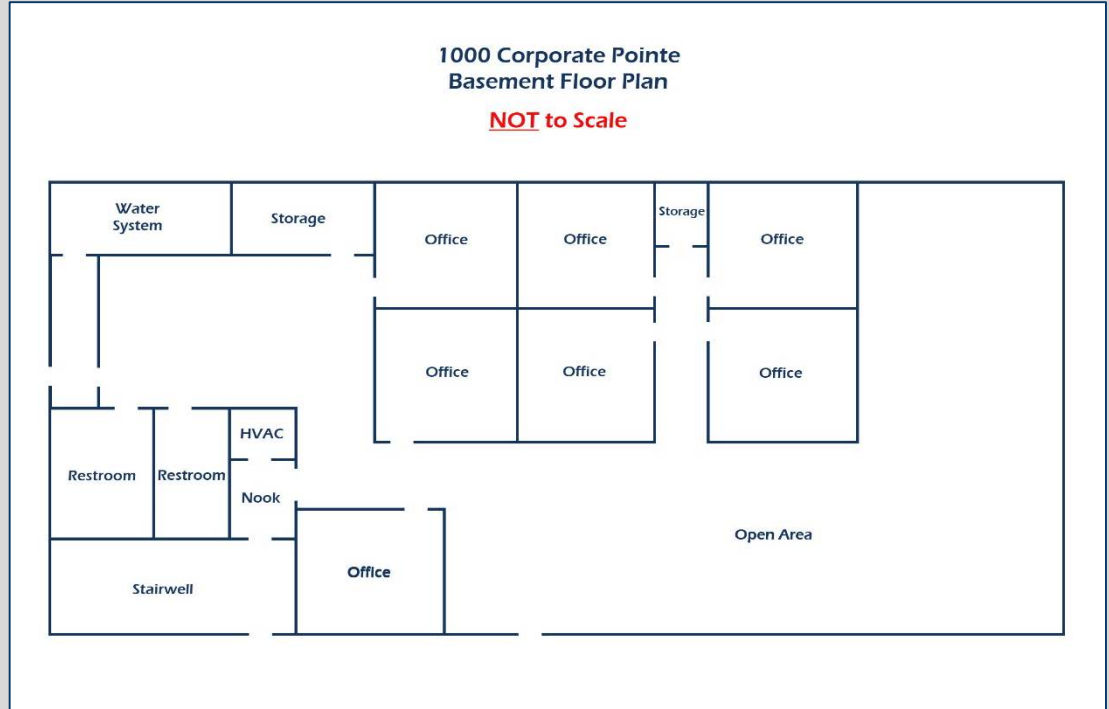 1000 Corporate Pointe
Basement Floor Plan
NOT to Scale
Water
System
Storage
Office
Office
Storage
Office
Office
Office
Office
HVAC
Restroom
Restroom
Nook
Open Area
Office
Stairwell